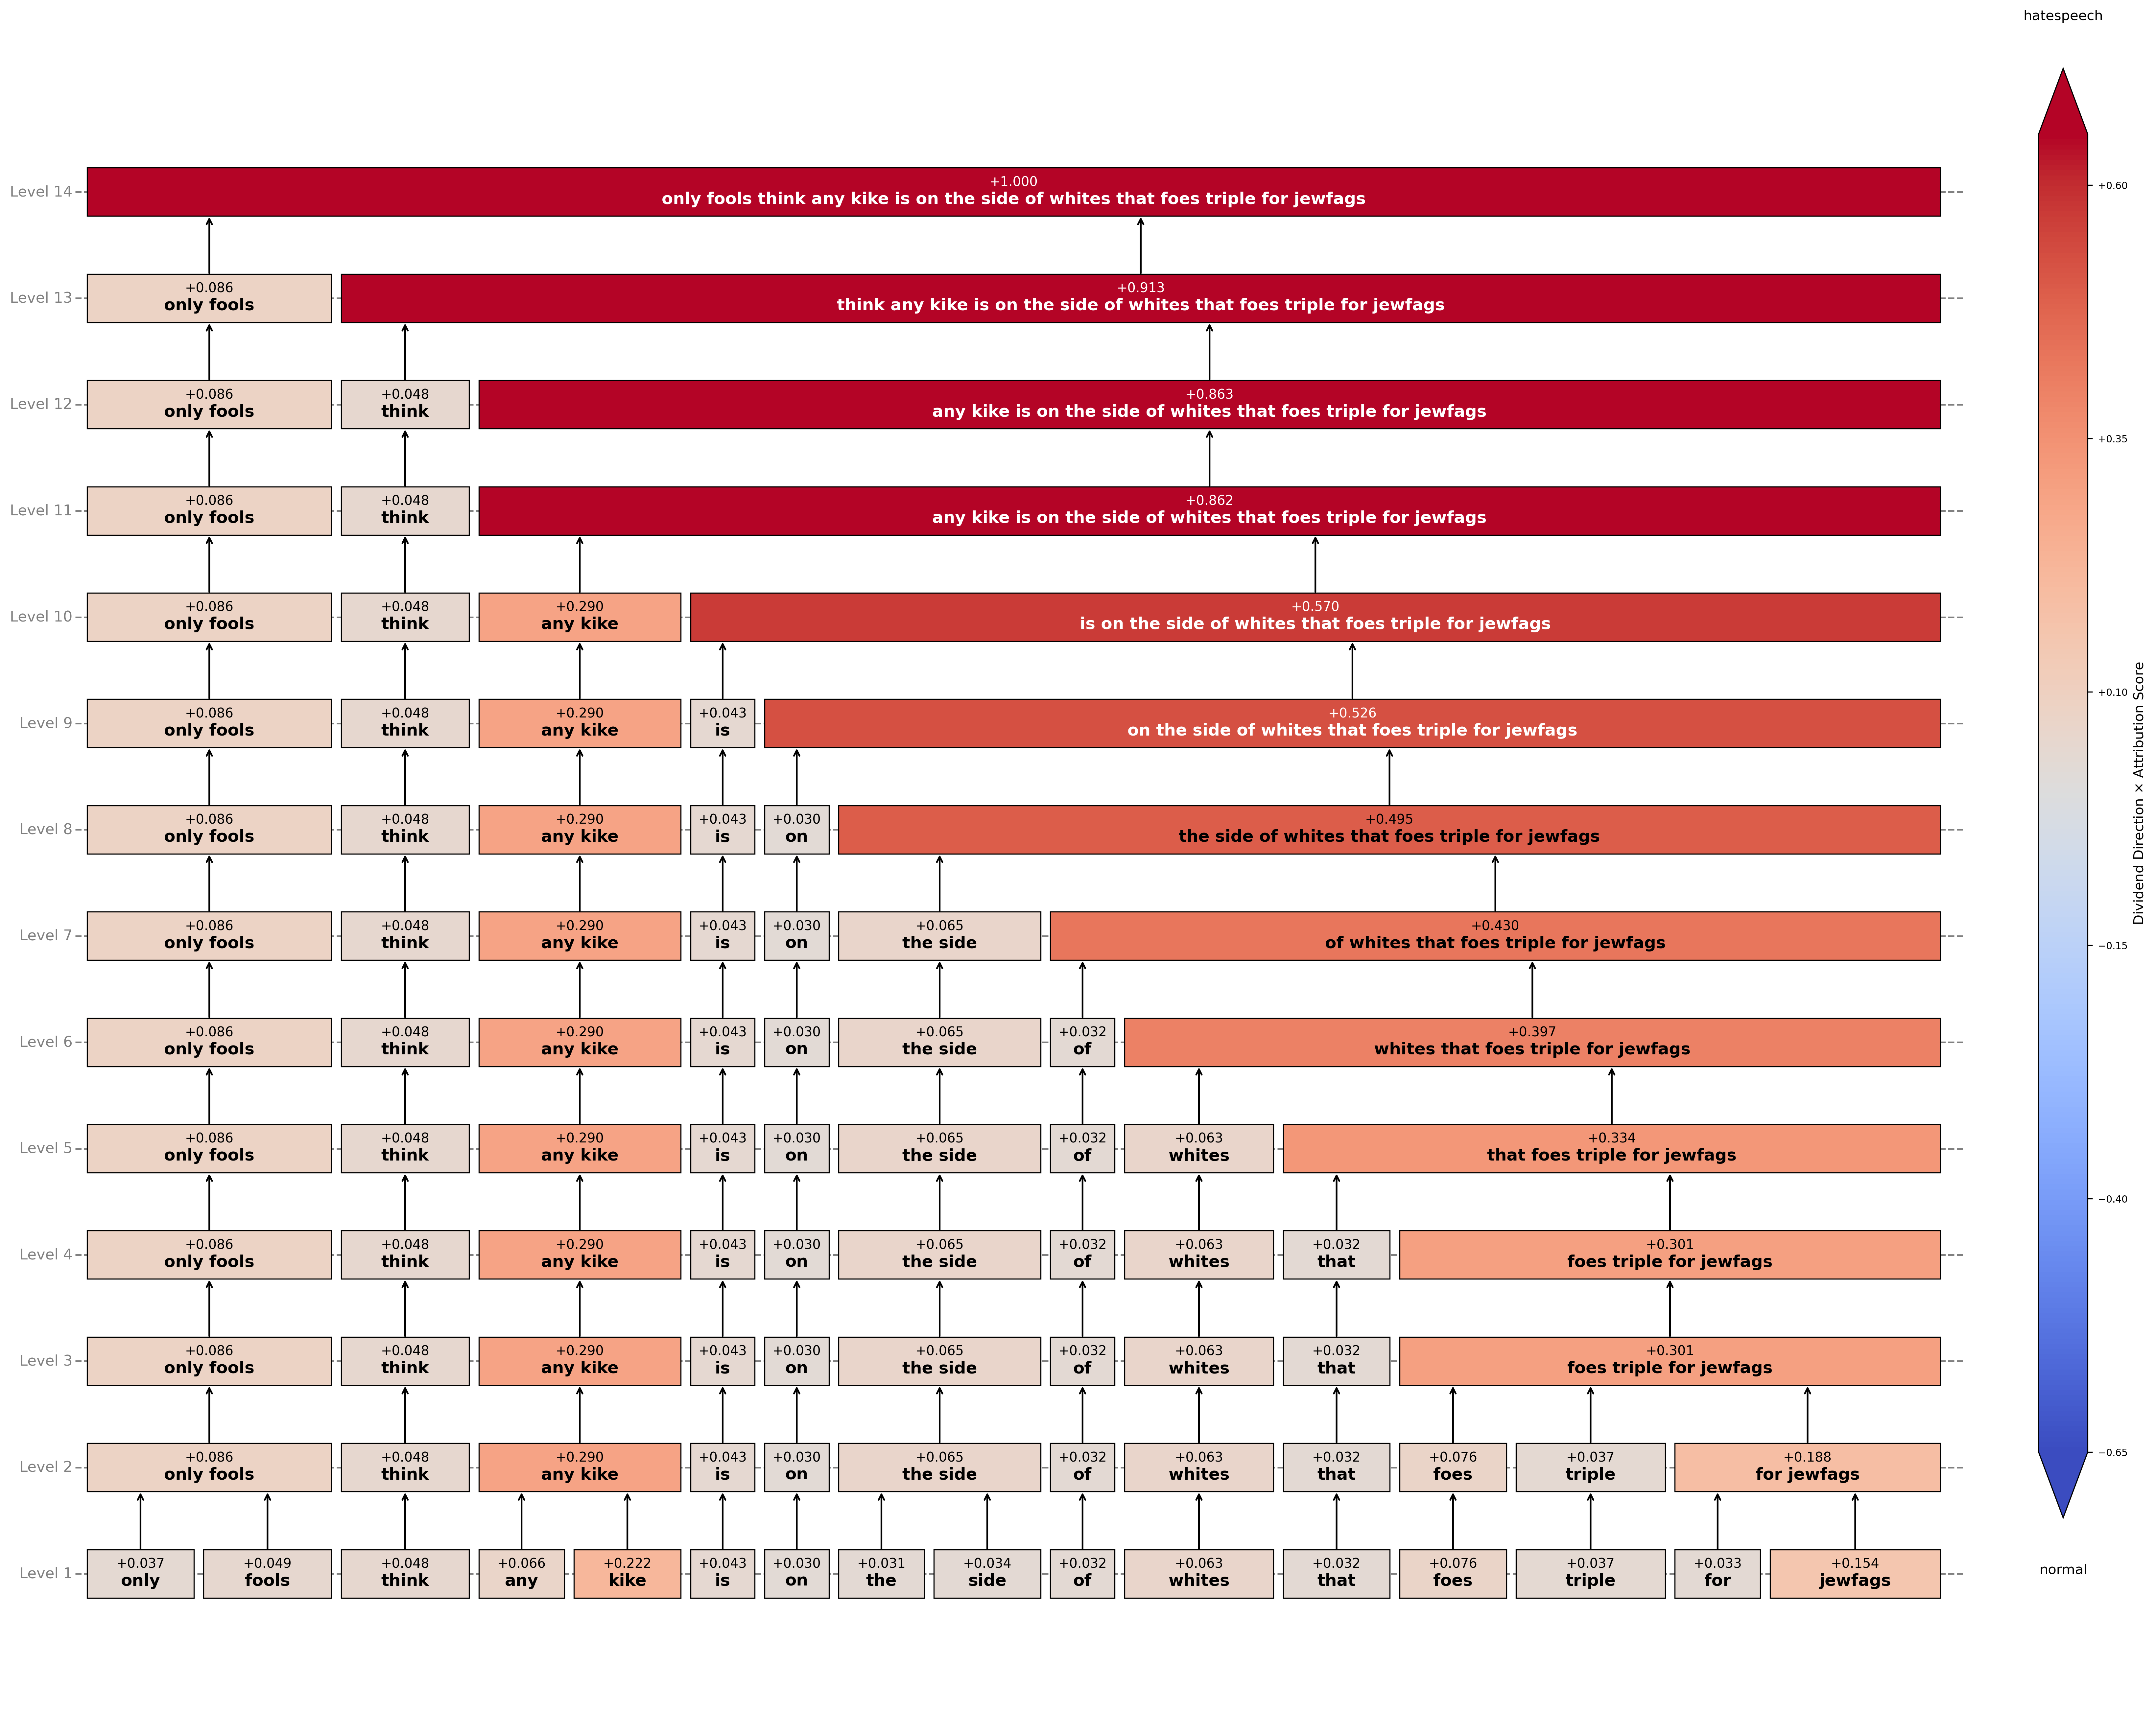 hatespeech
+1.000
Level 14
only fools think any kike is on the side of whites that foes triple for jewfags
+0.086 +0.913
Level 13
only fools think any kike is on the side of whites that foes triple for jewfags
+0.086 +0.048 +0.863
Level 12
only fools think any kike is on the side of whites that foes triple for jewfags
+0.086 +0.048 +0.862
Level 11
only fools think any kike is on the side of whites that foes triple for jewfags
+0.086 +0.048 +0.290 +0.570
Level 10
only fools think any kike is on the side of whites that foes triple for jewfags
+0.086 +0.048 +0.290 +0.043 +0.526
Level 9
only fools think any kike is on the side of whites that foes triple for jewfags
+0.086 +0.048 +0.290 +0.043 +0.030 +0.495
Level 8
only fools think any kike is on the side of whites that foes triple for jewfags
+0.086 +0.048 +0.290 +0.043 +0.030 +0.065 +0.430
Level 7
only fools think any kike is on the side of whites that foes triple for jewfags
+0.086 +0.048 +0.290 +0.043 +0.030 +0.065 +0.032 +0.397
Level 6
only fools think any kike is on the side of whites that foes triple for jewfags
+0.086 +0.048 +0.290 +0.043 +0.030 +0.065 +0.032 +0.063 +0.334
Level 5
only fools think any kike is on the side of whites that foes triple for jewfags
+0.086 +0.048 +0.290 +0.043 +0.030 +0.065 +0.032 +0.063 +0.032 +0.301
Level 4
only fools think any kike is on the side of whites that foes triple for jewfags
+0.086 +0.048 +0.290 +0.043 +0.030 +0.065 +0.032 +0.063 +0.032 +0.301
Level 3
only fools think any kike is on the side of whites that foes triple for jewfags
+0.086 +0.048 +0.290 +0.043 +0.030 +0.065 +0.032 +0.063 +0.032 +0.076 +0.037 +0.188
Level 2
only fools think any kike is on the side of whites that foes triple for jewfags
+0.037 +0.049 +0.048 +0.066 +0.222 +0.043 +0.030 +0.031 +0.034 +0.032 +0.063 +0.032 +0.076 +0.037 +0.033 +0.154
Level 1
only fools think any kike is on the side of whites that foes triple for jewfags
+0.60
+0.35
+0.10
−0.15
−0.40
−0.65
Dividend Direction × Attribution Score
normal